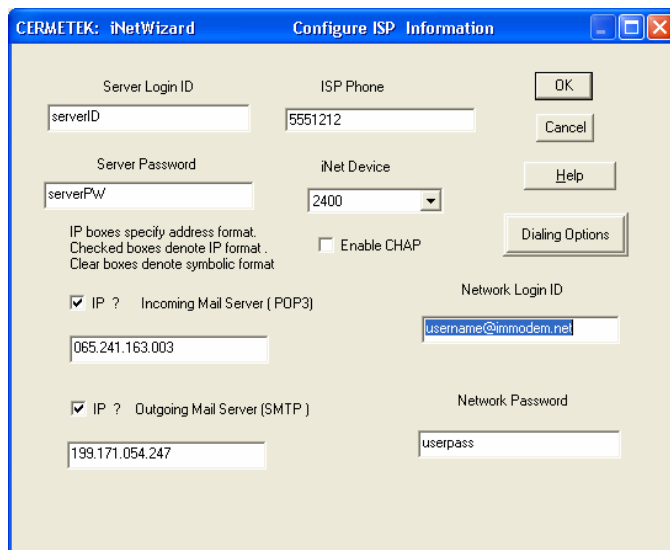 CERMETEK: iNetWizard Configure ISP Information
Server Login ID
serverID
ISP Phone
5551212
OK
Cancel
Server Password
serverPW
iNet Device
2400
Help
IP boxes specify address format.
Checked boxes denote IP format .
Clear boxes denote symbolic format
Enable CHAP
Dialing Options
IP ? Incoming Mail Server ( POP3)
065.241.163.003
Network Login ID
username@immodem.net
IP ? Outgoing Mail Server (SMTP )
199.171.054.247
Network Password
userpass